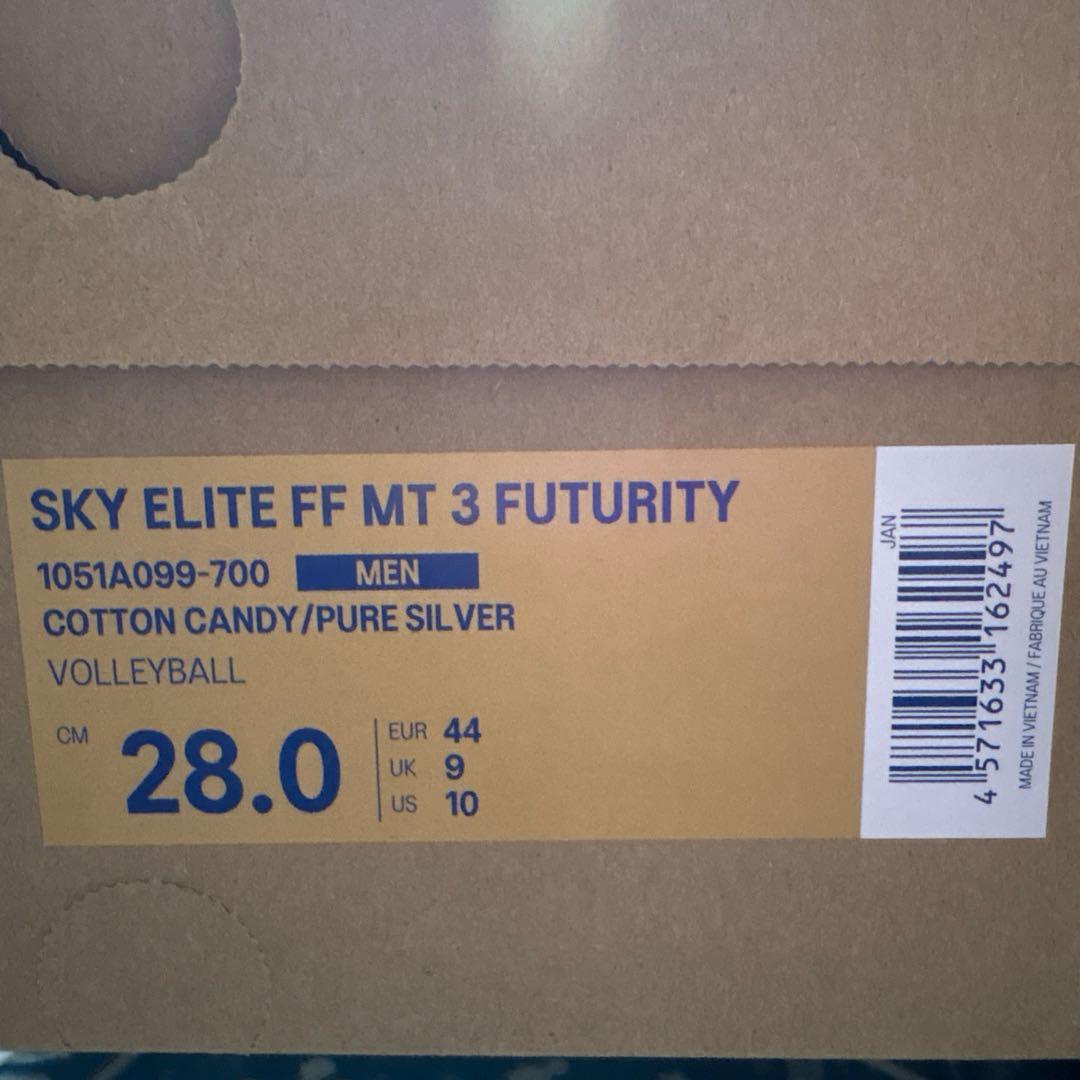 SKY ELITE FF MT 3 FUTURITY
1051A099-700 MEN
COTTON CANDY/PURE SILVER
VOLLEYBALL
CM 28.0
EUR 44
UK 9
US 10
JAN
4 571633 162497
MADE IN VIETNAM / FABRIQUE AU VIETNAM